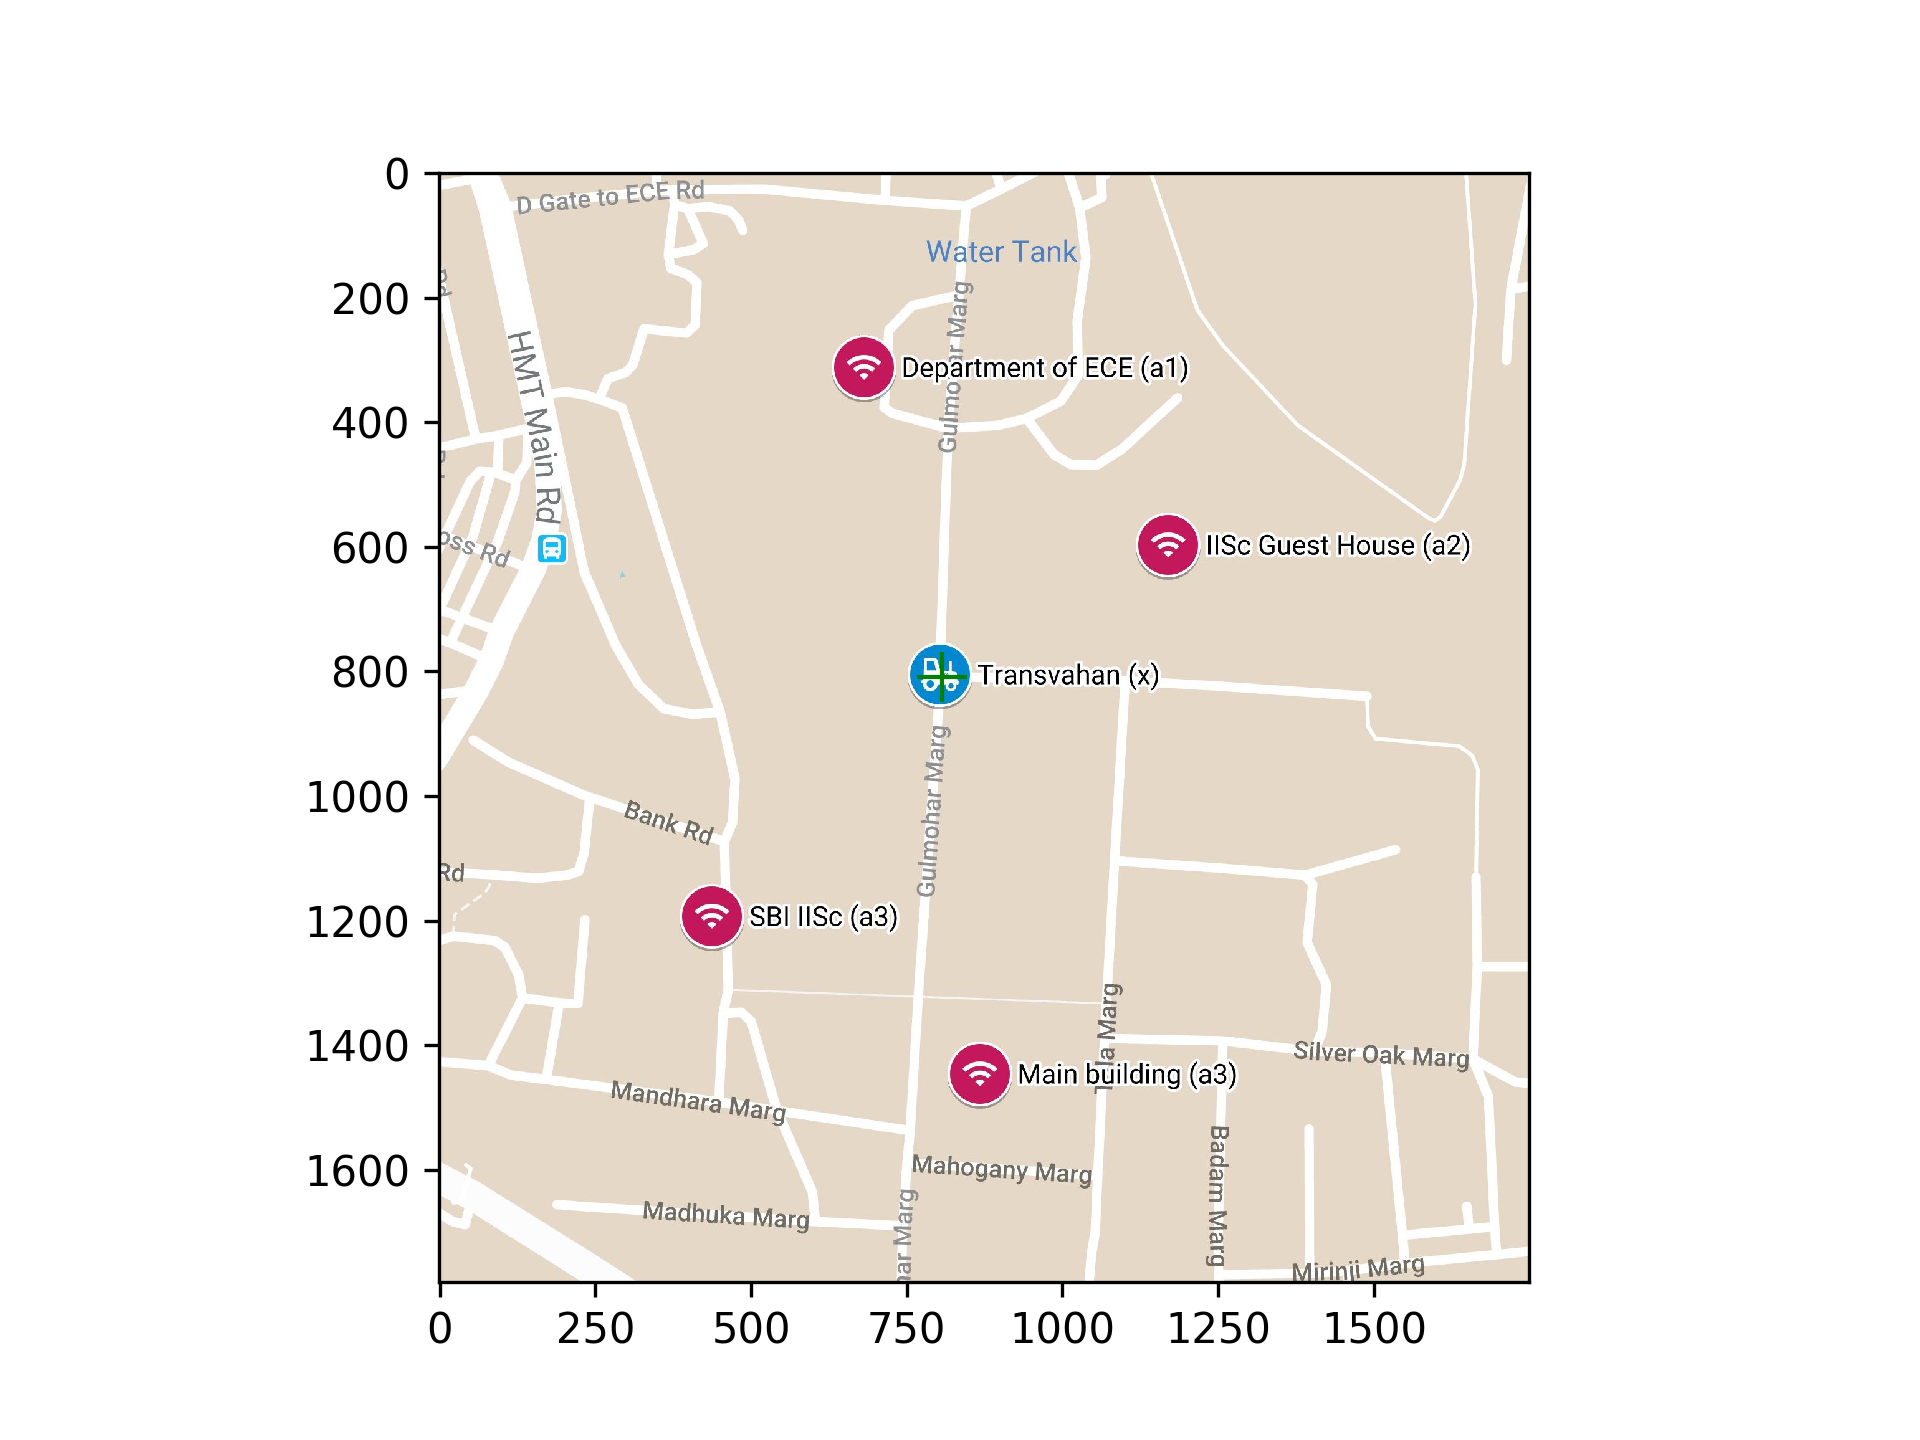 0
D Gate to ECE Rd
Water Tank
200
Rd
Gulmohar Marg
HMT Main Rd
Department of ECE (a1)
400
600
oss Rd
IISc Guest House (a2)
800
Transvahan (x)
Gulmohar Marg
1000
Bank Rd
Rd
1200
SBI IISc (a3)
1400
la Marg
Silver Oak Marg
Main building (a3)
Mandhara Marg
Badam Marg
1600
Mahogany Marg
Madhuka Marg
har Marg
Mirinji Marg
0 250 500 750 1000 1250 1500